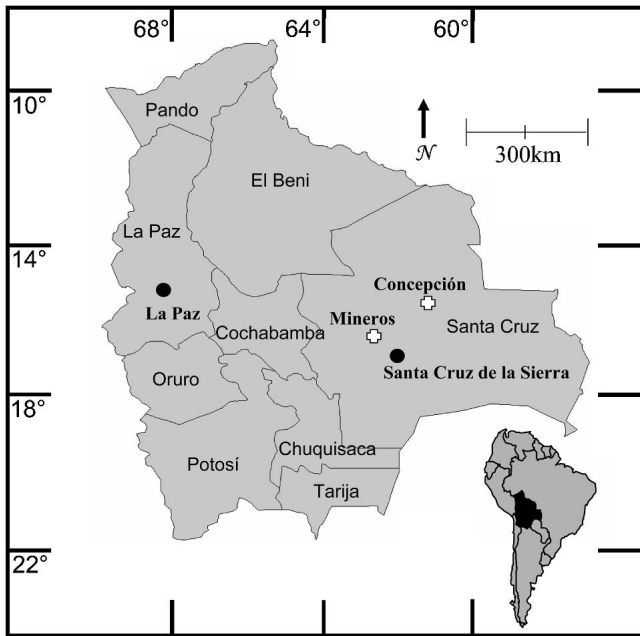 68° 64° 60°
10°
Pando
N
300km
El Beni
La Paz
14°
Concepción
La Paz
Mineros
Santa Cruz
Cochabamba
Santa Cruz de la Sierra
Oruro
18°
Chuquisaca
Potosí
Tarija
22°